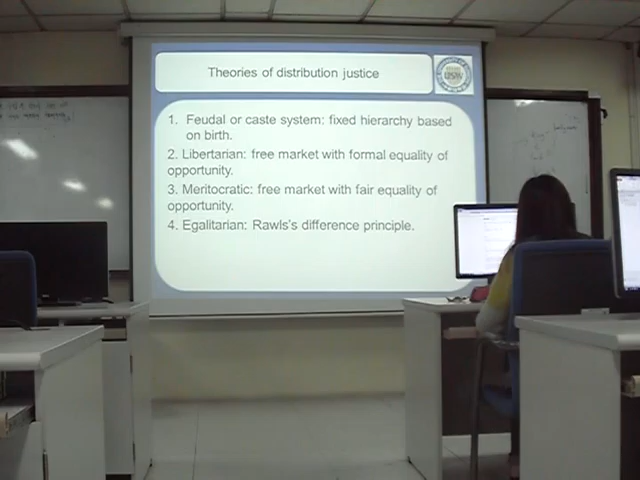 Theories of distribution justice
1. Feudal or caste system: fixed hierarchy based
on birth.
2. Libertarian: free market with formal equality of
opportunity.
3. Meritocratic: free market with fair equality of
opportunity.
4. Egalitarian: Rawls's difference principle.